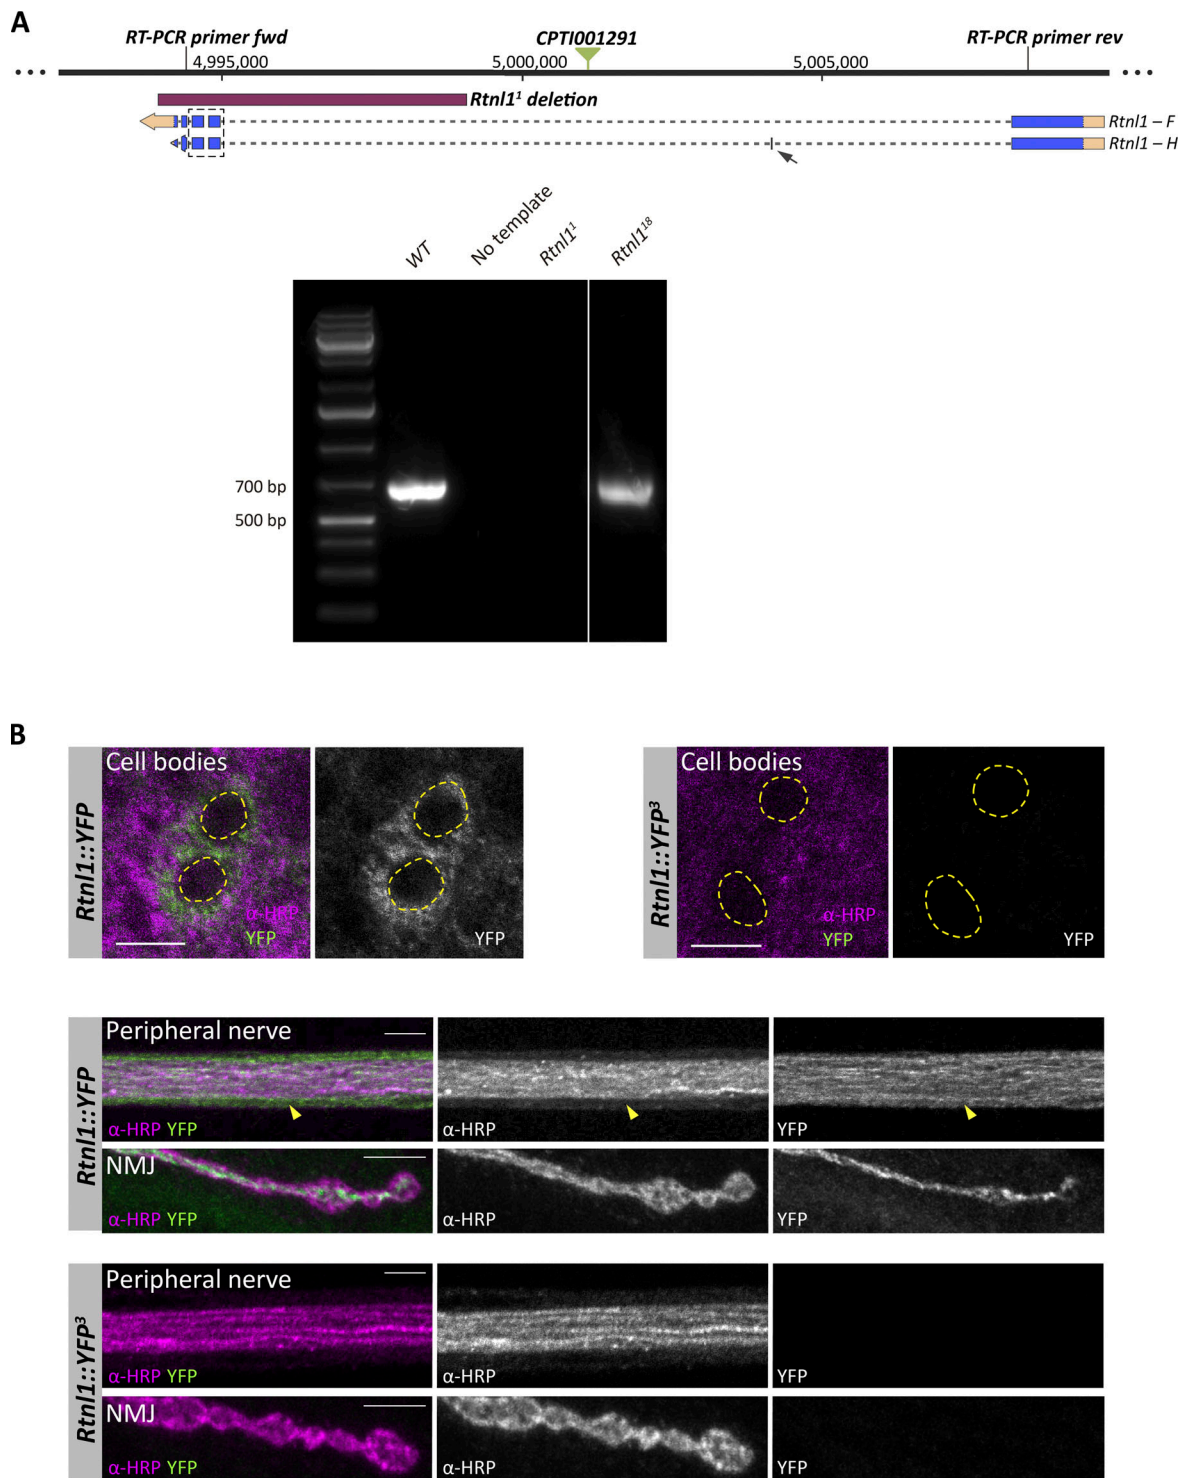 A
RT-PCR primer fwd
CPTI001291
RT-PCR primer rev
4,995,000
5,000,000
5,005,000
Rtnl1¹ deletion
Rtnl1 – F
Rtnl1 – H
WT
No template
Rtnl1¹
Rtnl1¹⁸
700 bp
500 bp
B
Rtnl1::YFP
Cell bodies
α-HRP
YFP
YFP
Rtnl1::YFP³
Cell bodies
α-HRP
YFP
YFP
Rtnl1::YFP
Peripheral nerve
α-HRP YFP
α-HRP
YFP
NMJ
α-HRP YFP
α-HRP
YFP
Rtnl1::YFP³
Peripheral nerve
α-HRP YFP
α-HRP
YFP
NMJ
α-HRP YFP
α-HRP
YFP